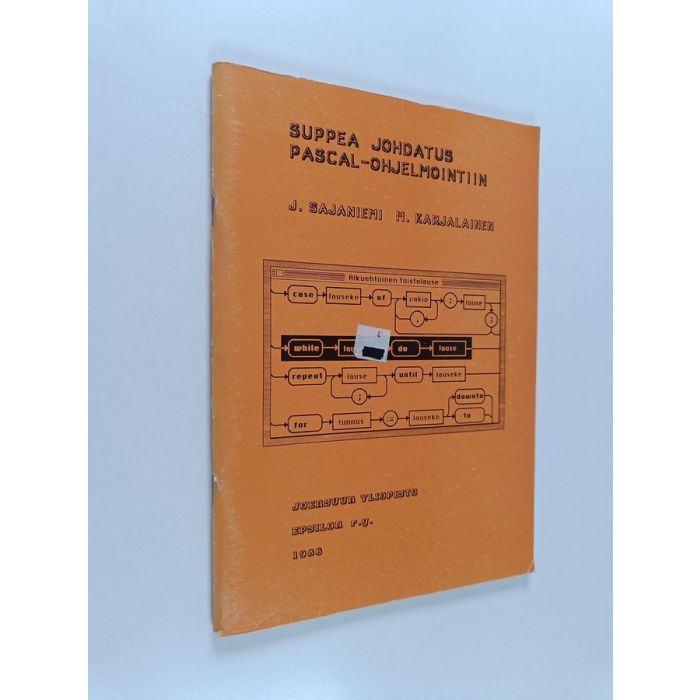 SUPPEA JOHDATUS
PASCAL-OHJELMOINTIIN
J. SAJANIEMI M. KARJALAINEN
Alkuehtoinen toistolause
case lauseke of vakio : lause
, ;
while do lause
repeat lause until lauseke
;
downto
for tunnus := lauseke to
JOENSUUN YLIOPISTO
EPSILON r.y.
1986